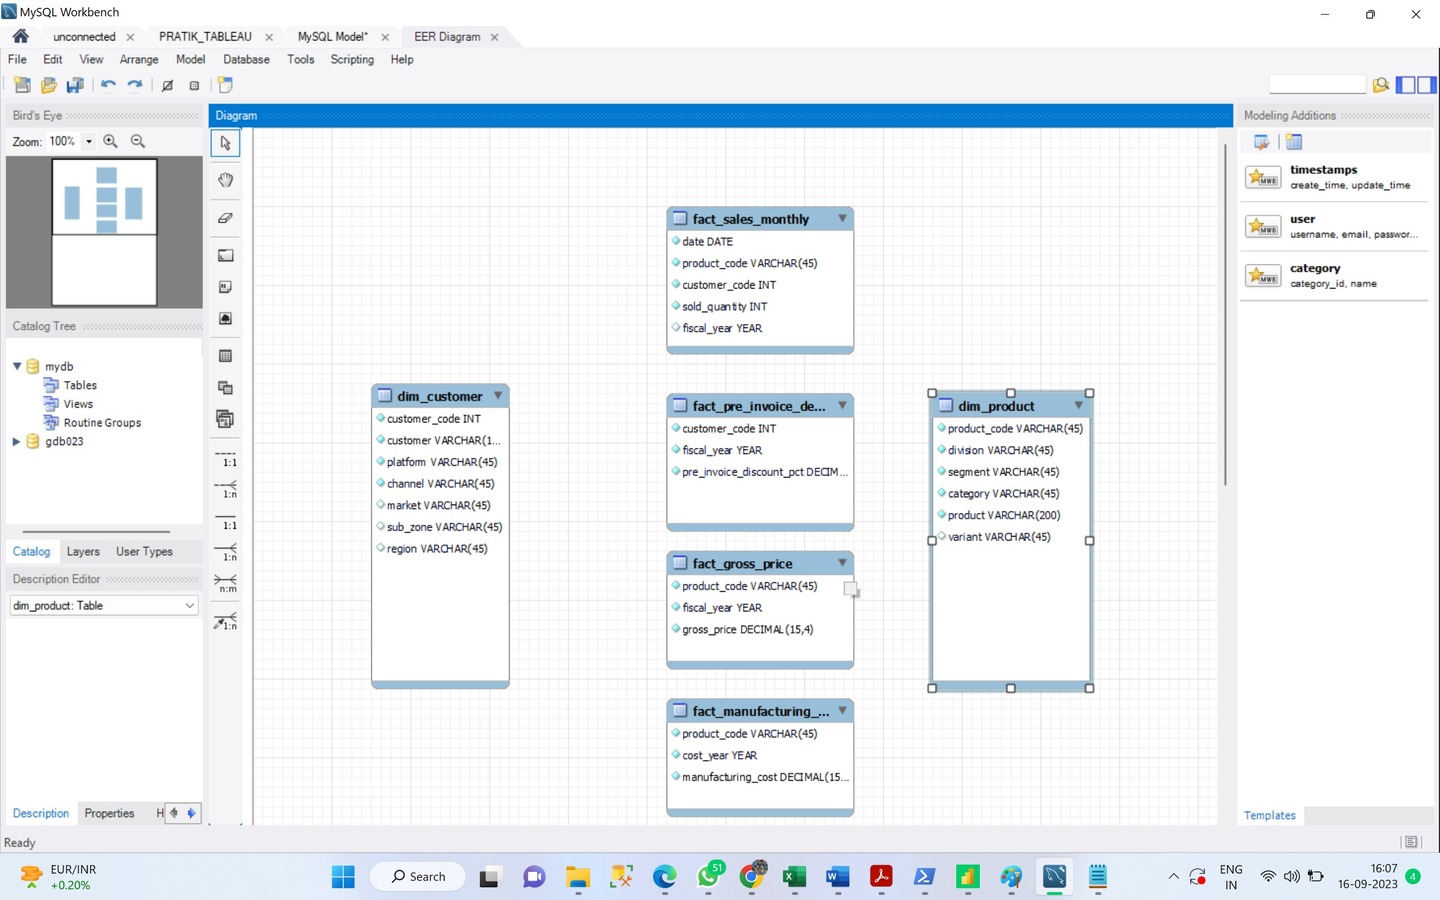 MySQL Workbench
unconnected
PRATIK_TABLEAU
MySQL Model*
EER Diagram
File Edit View Arrange Model Database Tools Scripting Help
Bird's Eye
Zoom: 100%
Catalog Tree
mydb
Tables
Views
Routine Groups
gdb023
Catalog Layers User Types
Description Editor
dim_product: Table
Description Properties H
Ready
Diagram
1:1
1:n
1:1
1:n
n:m
1:n
dim_customer
customer_code INT
customer VARCHAR(1...
platform VARCHAR(45)
channel VARCHAR(45)
market VARCHAR(45)
sub_zone VARCHAR(45)
region VARCHAR(45)
fact_sales_monthly
date DATE
product_code VARCHAR(45)
customer_code INT
sold_quantity INT
fiscal_year YEAR
fact_pre_invoice_de...
customer_code INT
fiscal_year YEAR
pre_invoice_discount_pct DECIM...
fact_gross_price
product_code VARCHAR(45)
fiscal_year YEAR
gross_price DECIMAL(15,4)
fact_manufacturing_...
product_code VARCHAR(45)
cost_year YEAR
manufacturing_cost DECIMAL(15...
dim_product
product_code VARCHAR(45)
division VARCHAR(45)
segment VARCHAR(45)
category VARCHAR(45)
product VARCHAR(200)
variant VARCHAR(45)
Modeling Additions
MWB
timestamps
create_time, update_time
MWB
user
username, email, passwor...
MWB
category
category_id, name
Templates
EUR/INR
+0.20%
Search
51
ENG
IN
16:07
16-09-2023
4